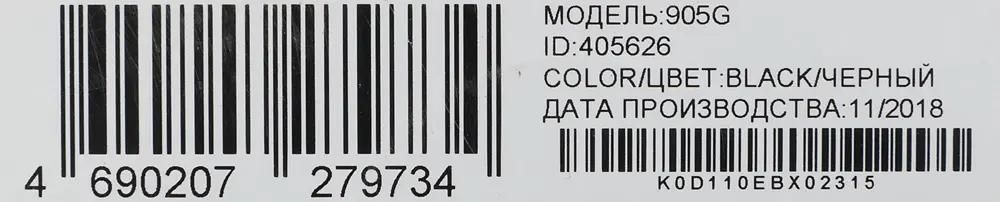 4 690207 279734
МОДЕЛЬ:905G
ID:405626
COLOR/ЦВЕТ:BLACK/ЧЕРНЫЙ
ДАТА ПРОИЗВОДСТВА:11/2018
K0D110EBX02315